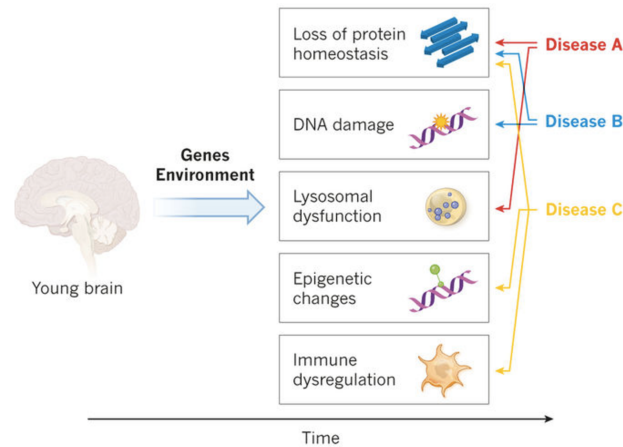 Loss of protein
homeostasis
Disease A
DNA damage
Disease B
Genes
Environment
Lysosomal
dysfunction
Disease C
Young brain
Epigenetic
changes
Immune
dysregulation
Time